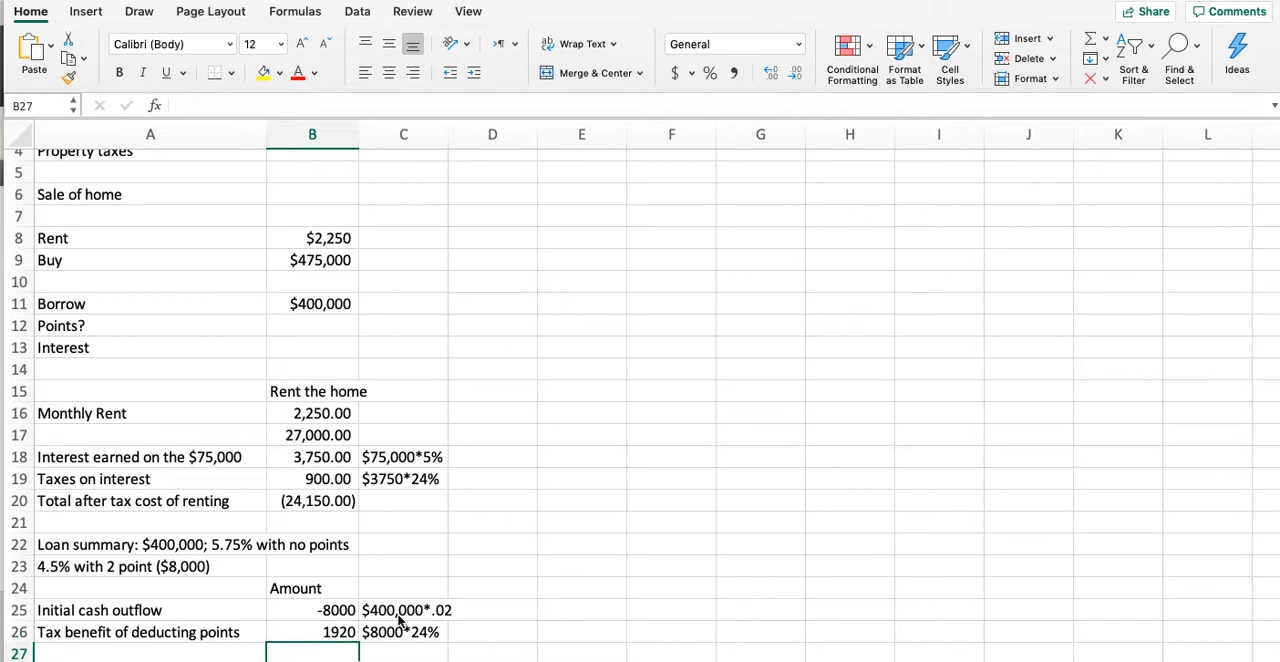 Home Insert Draw Page Layout Formulas Data Review View Share Comments
Calibri (Body) 12 Wrap Text General Insert Σ
Delete
Paste B I U A Merge & Center $ % Conditional Formatting Format as Table Cell Styles Format Sort & Filter Find & Select Ideas
B27 fx
A B C D E F G H I J K L
4 Property taxes
5
6 Sale of home
7
8 Rent $2,250
9 Buy $475,000
10
11 Borrow $400,000
12 Points?
13 Interest
14
15 Rent the home
16 Monthly Rent 2,250.00
17 27,000.00
18 Interest earned on the $75,000 3,750.00 $75,000*5%
19 Taxes on interest 900.00 $3750*24%
20 Total after tax cost of renting (24,150.00)
21
22 Loan summary: $400,000; 5.75% with no points
23 4.5% with 2 point ($8,000)
24 Amount
25 Initial cash outflow -8000 $400,000*.02
26 Tax benefit of deducting points 1920 $8000*24%
27